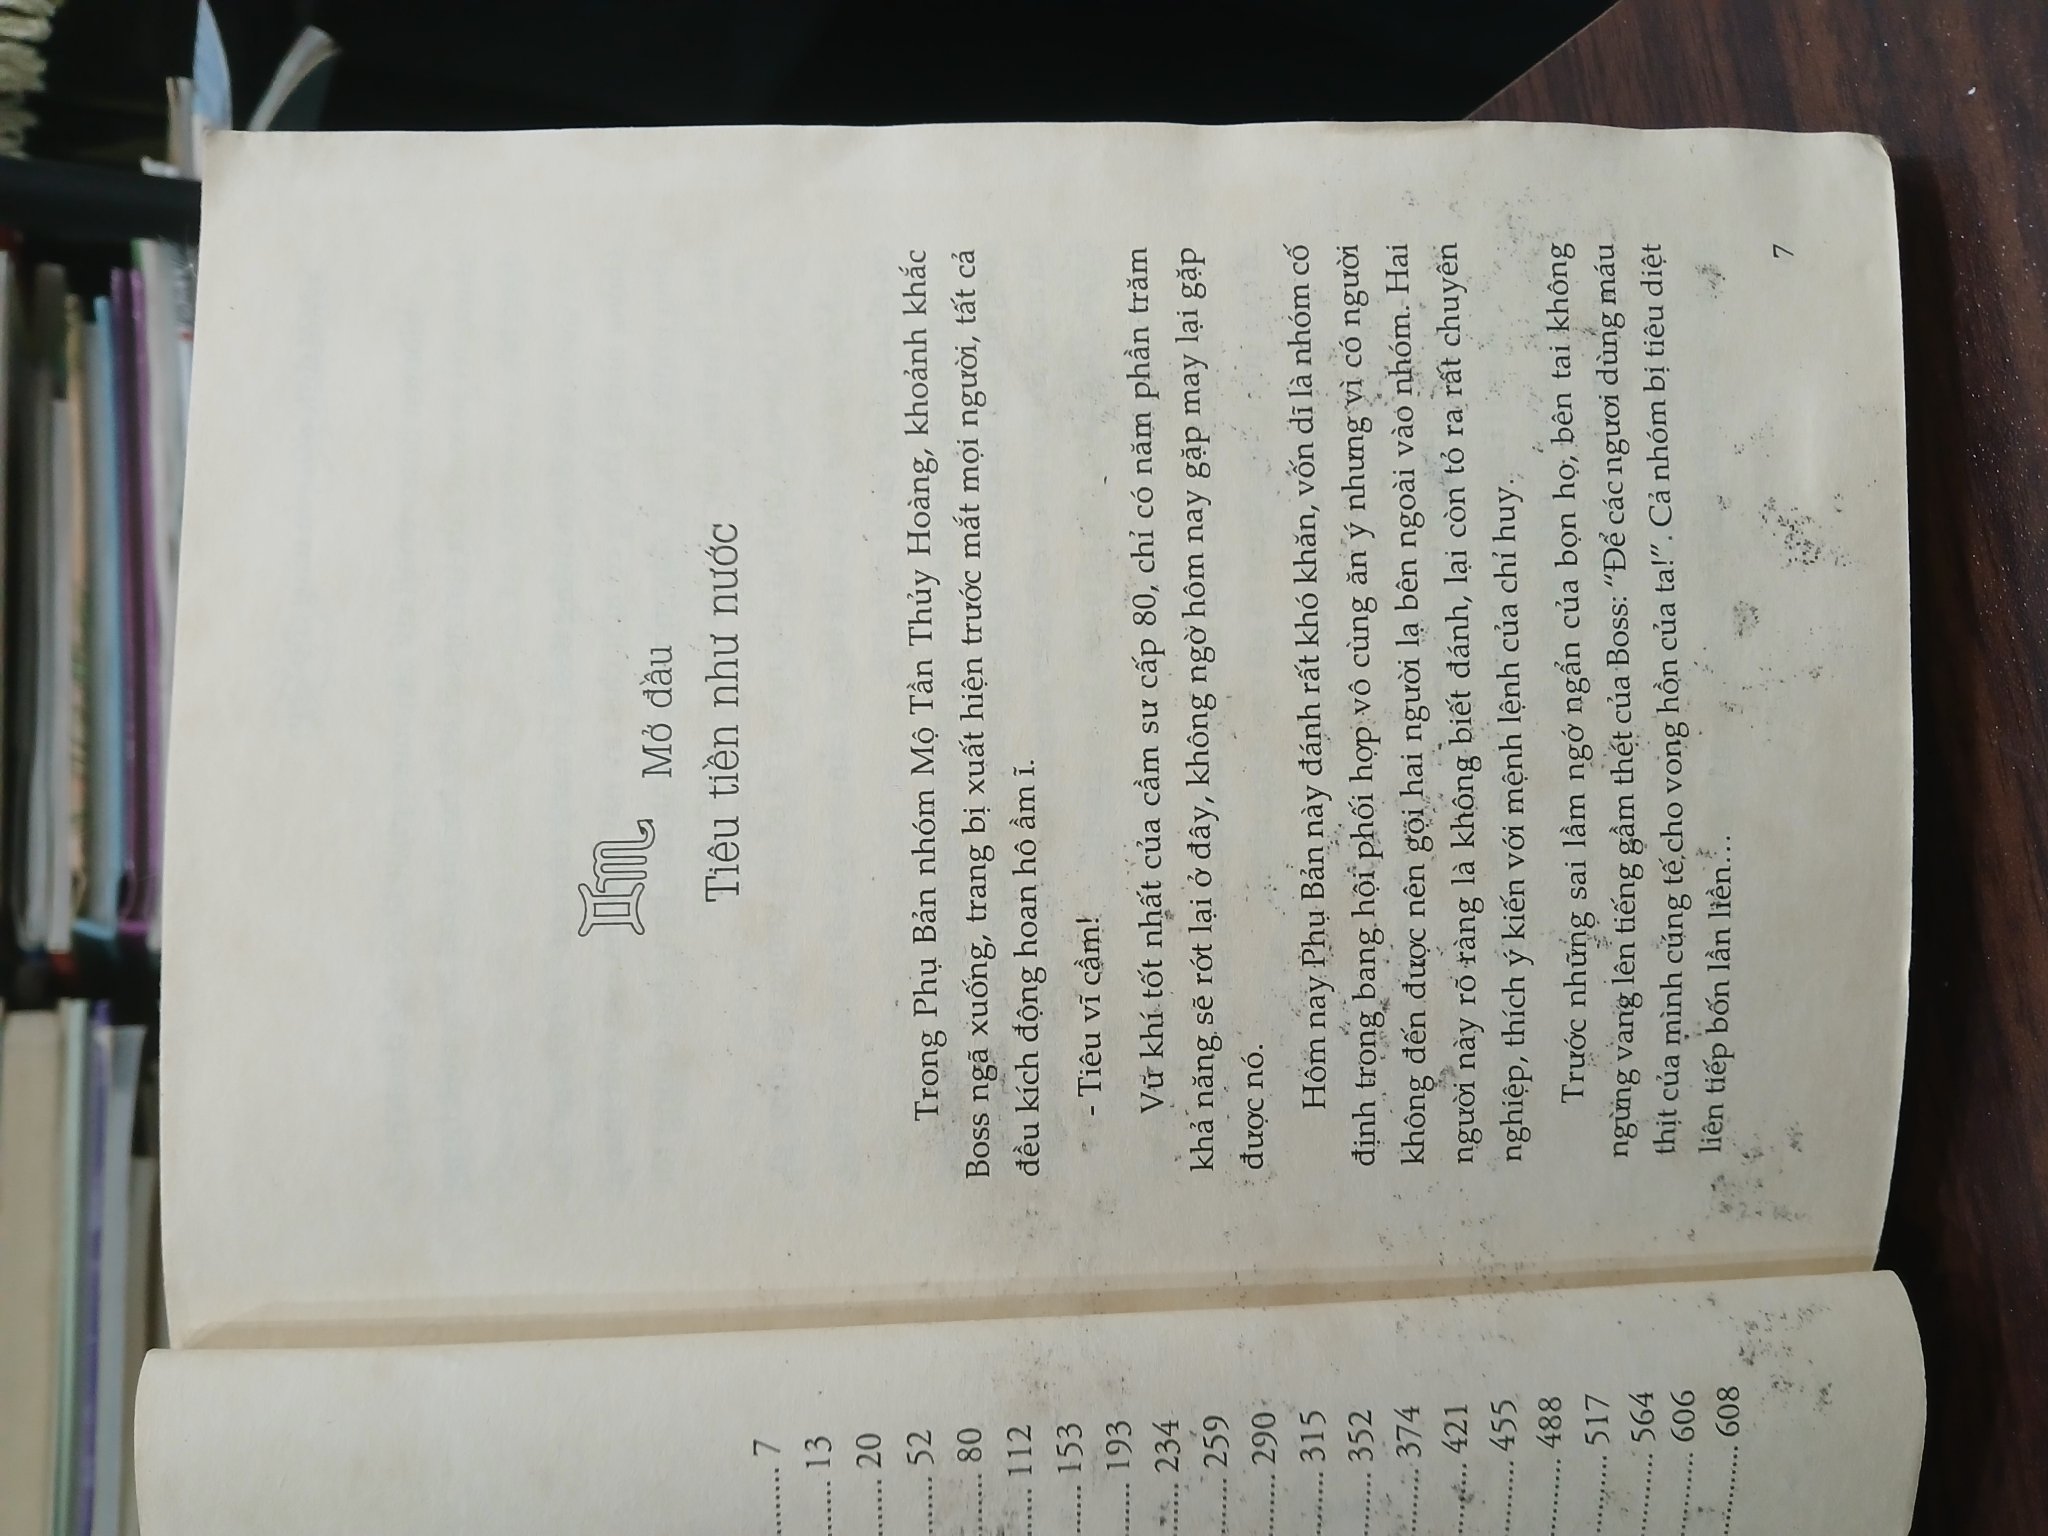 ........ 7
........ 13
........ 20
........ 52
........ 80
........ 112
........ 153
........ 193
........ 234
........ 259
........ 290
........ 315
........ 352
........ 374
........ 421
........ 455
........ 488
........ 517
........ 564
........ 606
........ 608
Mở đầu
Tiêu tiền như nước
Trong Phụ Bản nhóm Mộ Tần Thủy Hoàng, khoảnh khắc
Boss ngã xuống, trang bị xuất hiện trước mắt mọi người, tất cả
đều kích động hoan hô ầm ĩ.
- Tiêu vĩ cầm!
Vũ khí tốt nhất của cầm sư cấp 80, chỉ có năm phần trăm
khả năng sẽ rớt lại ở đây, không ngờ hôm nay gặp may lại gặp
được nó.
Hôm nay Phụ Bản này đánh rất khó khăn, vốn dĩ là nhóm cố
định trong bang hội phối hợp vô cùng ăn ý nhưng vì có người
không đến được nên gọi hai người lạ bên ngoài vào nhóm. Hai
người này rõ ràng là không biết đánh, lại còn tỏ ra rất chuyên
nghiệp, thích ý kiến với mệnh lệnh của chỉ huy.
Trước những sai lầm ngớ ngẩn của bọn họ, bên tai không
ngừng vang lên tiếng gầm thét của Boss: “Để các ngươi dùng máu
thịt của mình cúng tế cho vong hồn của ta!”. Cả nhóm bị tiêu diệt
liên tiếp bốn lần liền…
7